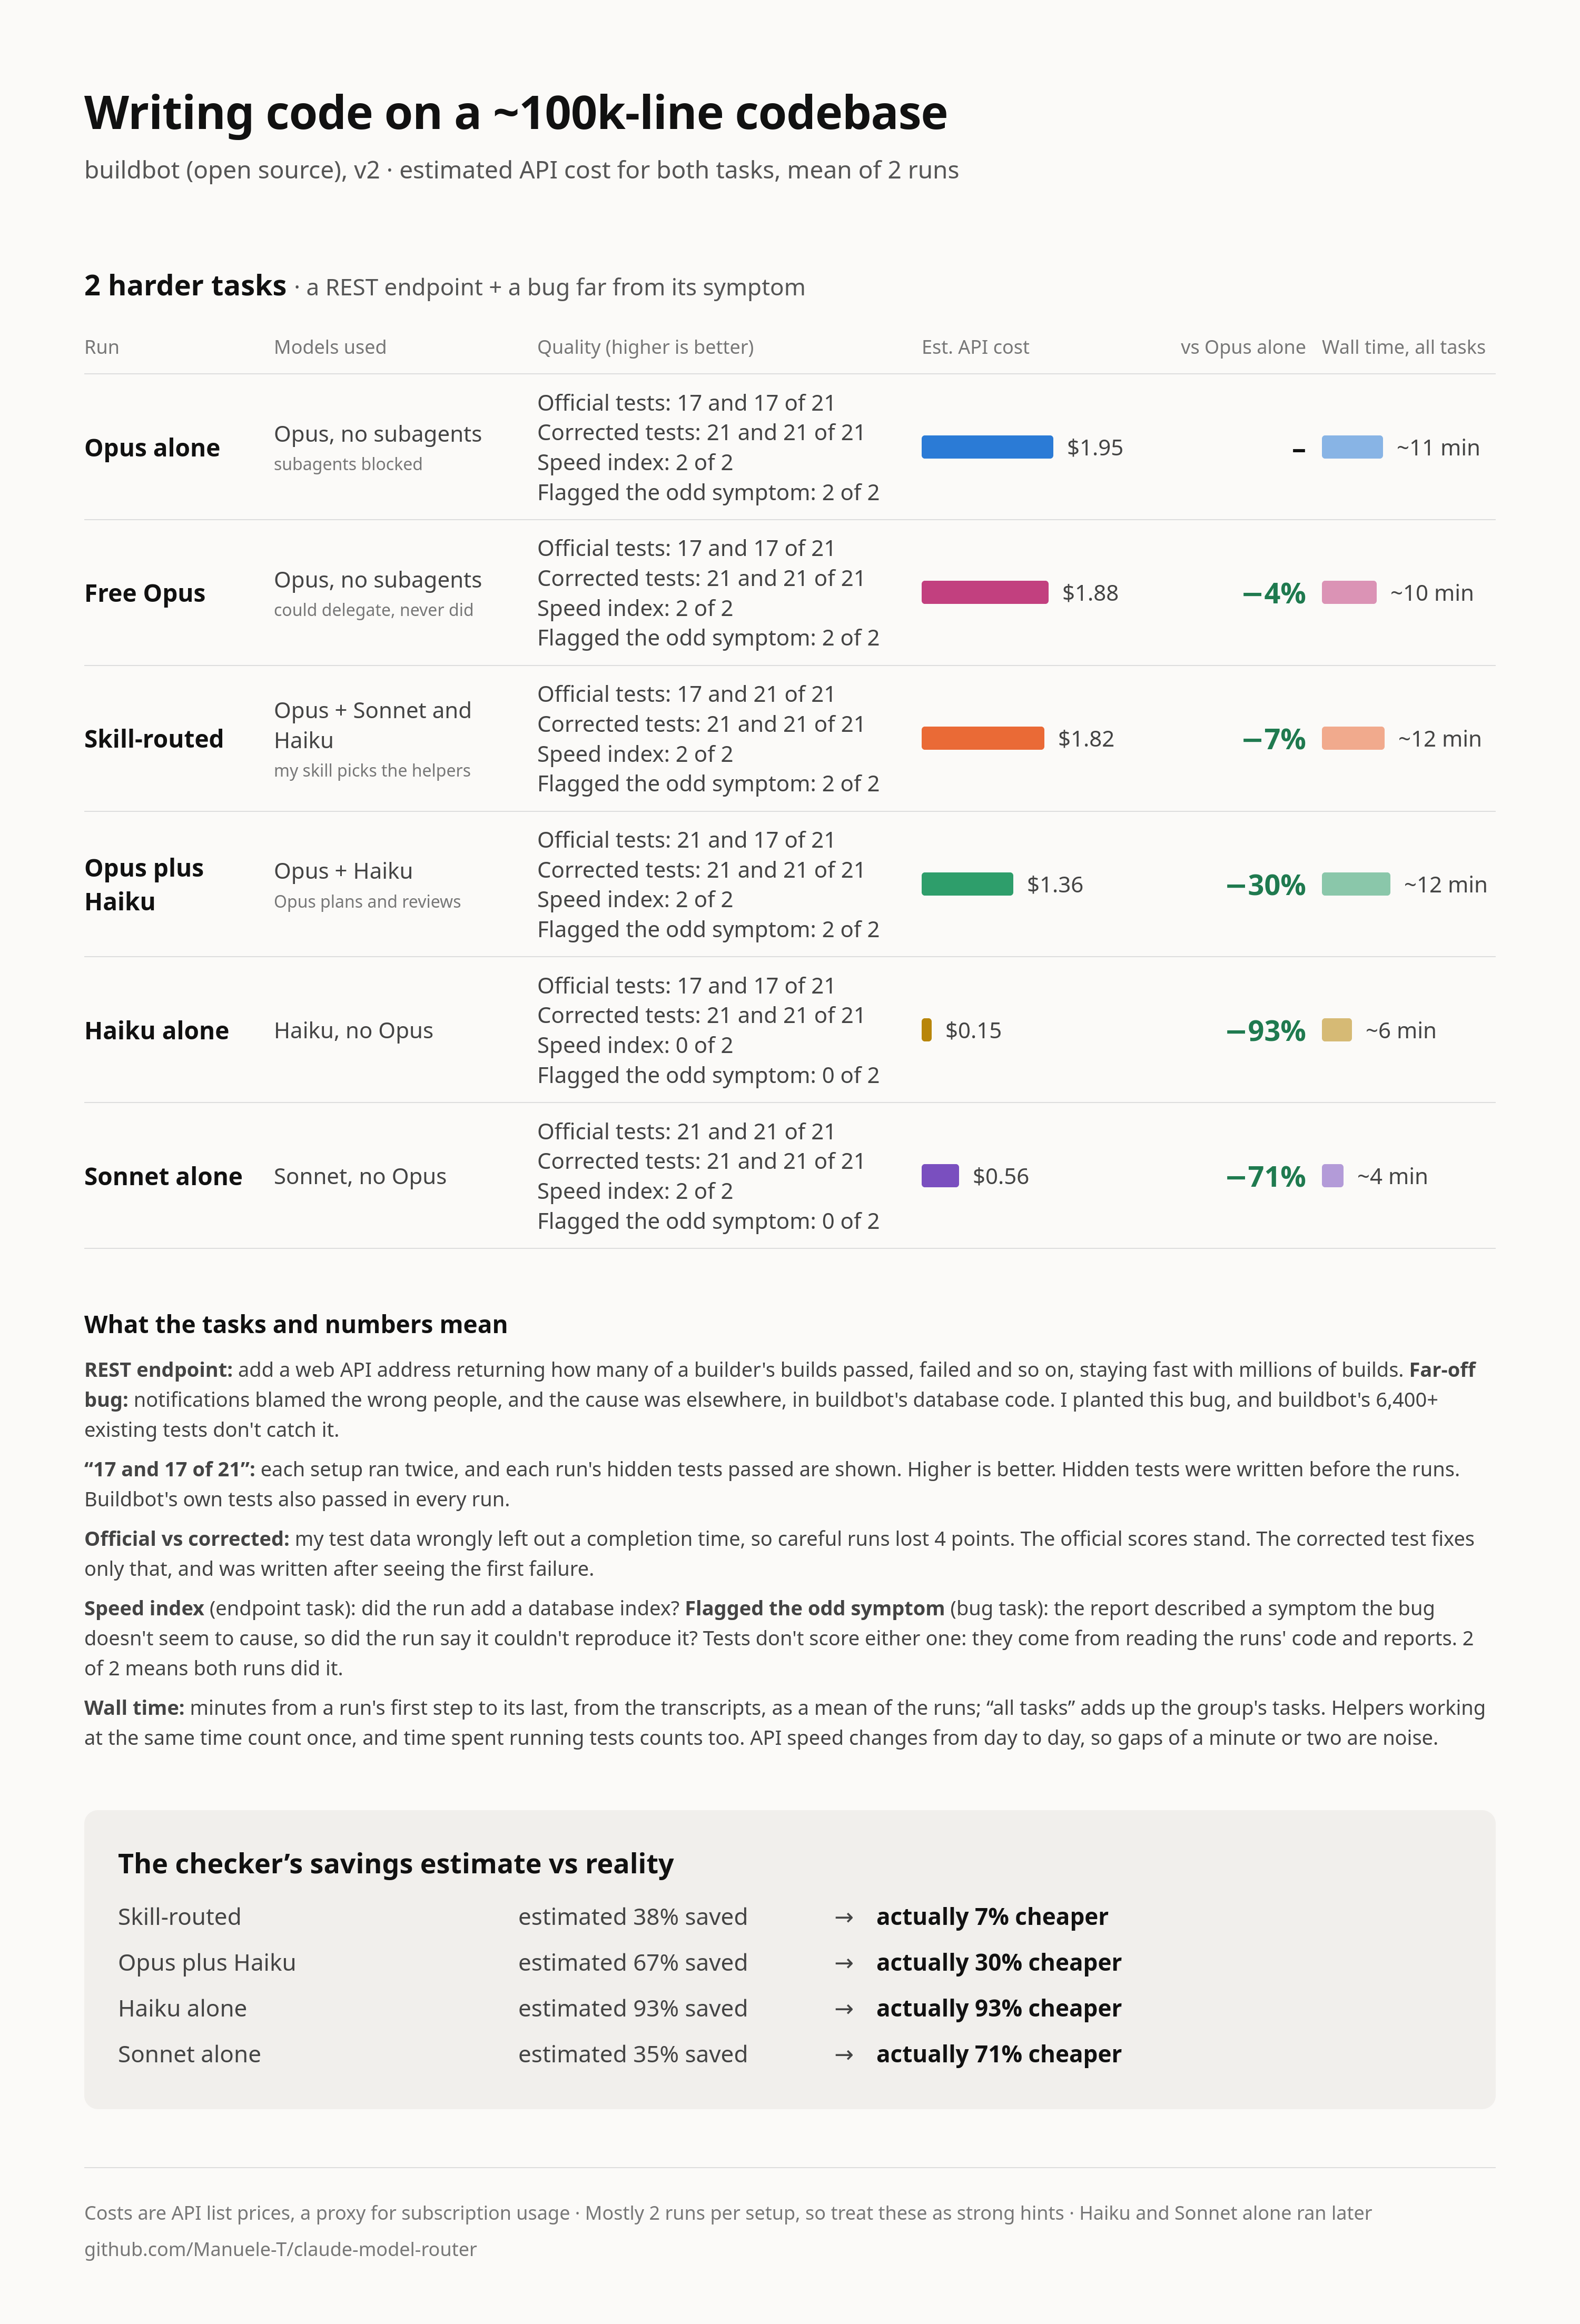 Writing code on a ~100k-line codebase
buildbot (open source), v2 · estimated API cost for both tasks, mean of 2 runs
2 harder tasks · a REST endpoint + a bug far from its symptom
Run Models used Quality (higher is better) Est. API cost vs Opus alone Wall time, all tasks
Opus alone
Opus, no subagents
subagents blocked
Official tests: 17 and 17 of 21
Corrected tests: 21 and 21 of 21
Speed index: 2 of 2
Flagged the odd symptom: 2 of 2
$1.95
–
~11 min
Free Opus
Opus, no subagents
could delegate, never did
Official tests: 17 and 17 of 21
Corrected tests: 21 and 21 of 21
Speed index: 2 of 2
Flagged the odd symptom: 2 of 2
$1.88
−4%
~10 min
Skill-routed
Opus + Sonnet and
Haiku
my skill picks the helpers
Official tests: 17 and 21 of 21
Corrected tests: 21 and 21 of 21
Speed index: 2 of 2
Flagged the odd symptom: 2 of 2
$1.82
−7%
~12 min
Opus plus
Haiku
Opus + Haiku
Opus plans and reviews
Official tests: 21 and 17 of 21
Corrected tests: 21 and 21 of 21
Speed index: 2 of 2
Flagged the odd symptom: 2 of 2
$1.36
−30%
~12 min
Haiku alone
Haiku, no Opus
Official tests: 17 and 17 of 21
Corrected tests: 21 and 21 of 21
Speed index: 0 of 2
Flagged the odd symptom: 0 of 2
$0.15
−93%
~6 min
Sonnet alone
Sonnet, no Opus
Official tests: 21 and 21 of 21
Corrected tests: 21 and 21 of 21
Speed index: 2 of 2
Flagged the odd symptom: 0 of 2
$0.56
−71%
~4 min
What the tasks and numbers mean
REST endpoint: add a web API address returning how many of a builder's builds passed, failed and so on, staying fast with millions of builds. Far-off
bug: notifications blamed the wrong people, and the cause was elsewhere, in buildbot's database code. I planted this bug, and buildbot's 6,400+
existing tests don't catch it.
“17 and 17 of 21”: each setup ran twice, and each run's hidden tests passed are shown. Higher is better. Hidden tests were written before the runs.
Buildbot's own tests also passed in every run.
Official vs corrected: my test data wrongly left out a completion time, so careful runs lost 4 points. The official scores stand. The corrected test fixes
only that, and was written after seeing the first failure.
Speed index (endpoint task): did the run add a database index? Flagged the odd symptom (bug task): the report described a symptom the bug
doesn't seem to cause, so did the run say it couldn't reproduce it? Tests don't score either one: they come from reading the runs' code and reports. 2
of 2 means both runs did it.
Wall time: minutes from a run's first step to its last, from the transcripts, as a mean of the runs; “all tasks” adds up the group's tasks. Helpers working
at the same time count once, and time spent running tests counts too. API speed changes from day to day, so gaps of a minute or two are noise.
The checker’s savings estimate vs reality
Skill-routed estimated 38% saved → actually 7% cheaper
Opus plus Haiku estimated 67% saved → actually 30% cheaper
Haiku alone estimated 93% saved → actually 93% cheaper
Sonnet alone estimated 35% saved → actually 71% cheaper
Costs are API list prices, a proxy for subscription usage · Mostly 2 runs per setup, so treat these as strong hints · Haiku and Sonnet alone ran later
github.com/Manuele-T/claude-model-router